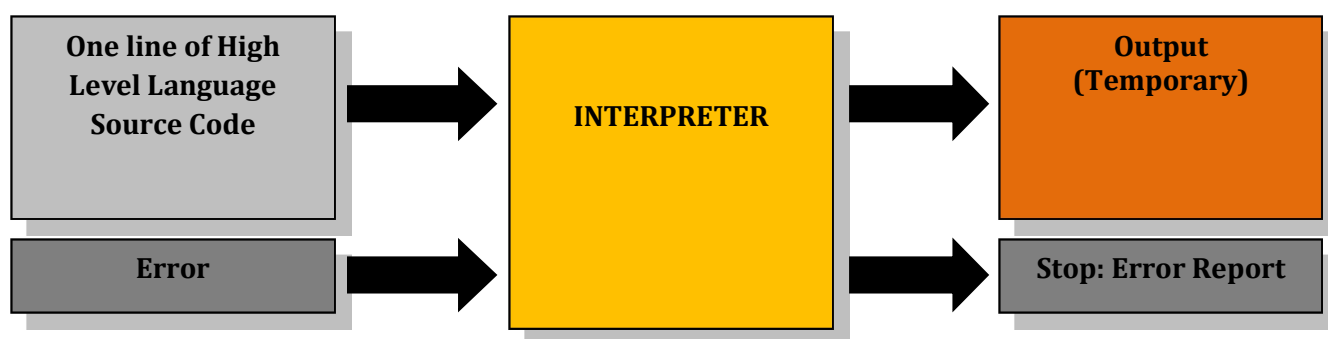 One line of High
Level Language
Source Code
INTERPRETER
Output
(Temporary)
Error
Stop: Error Report